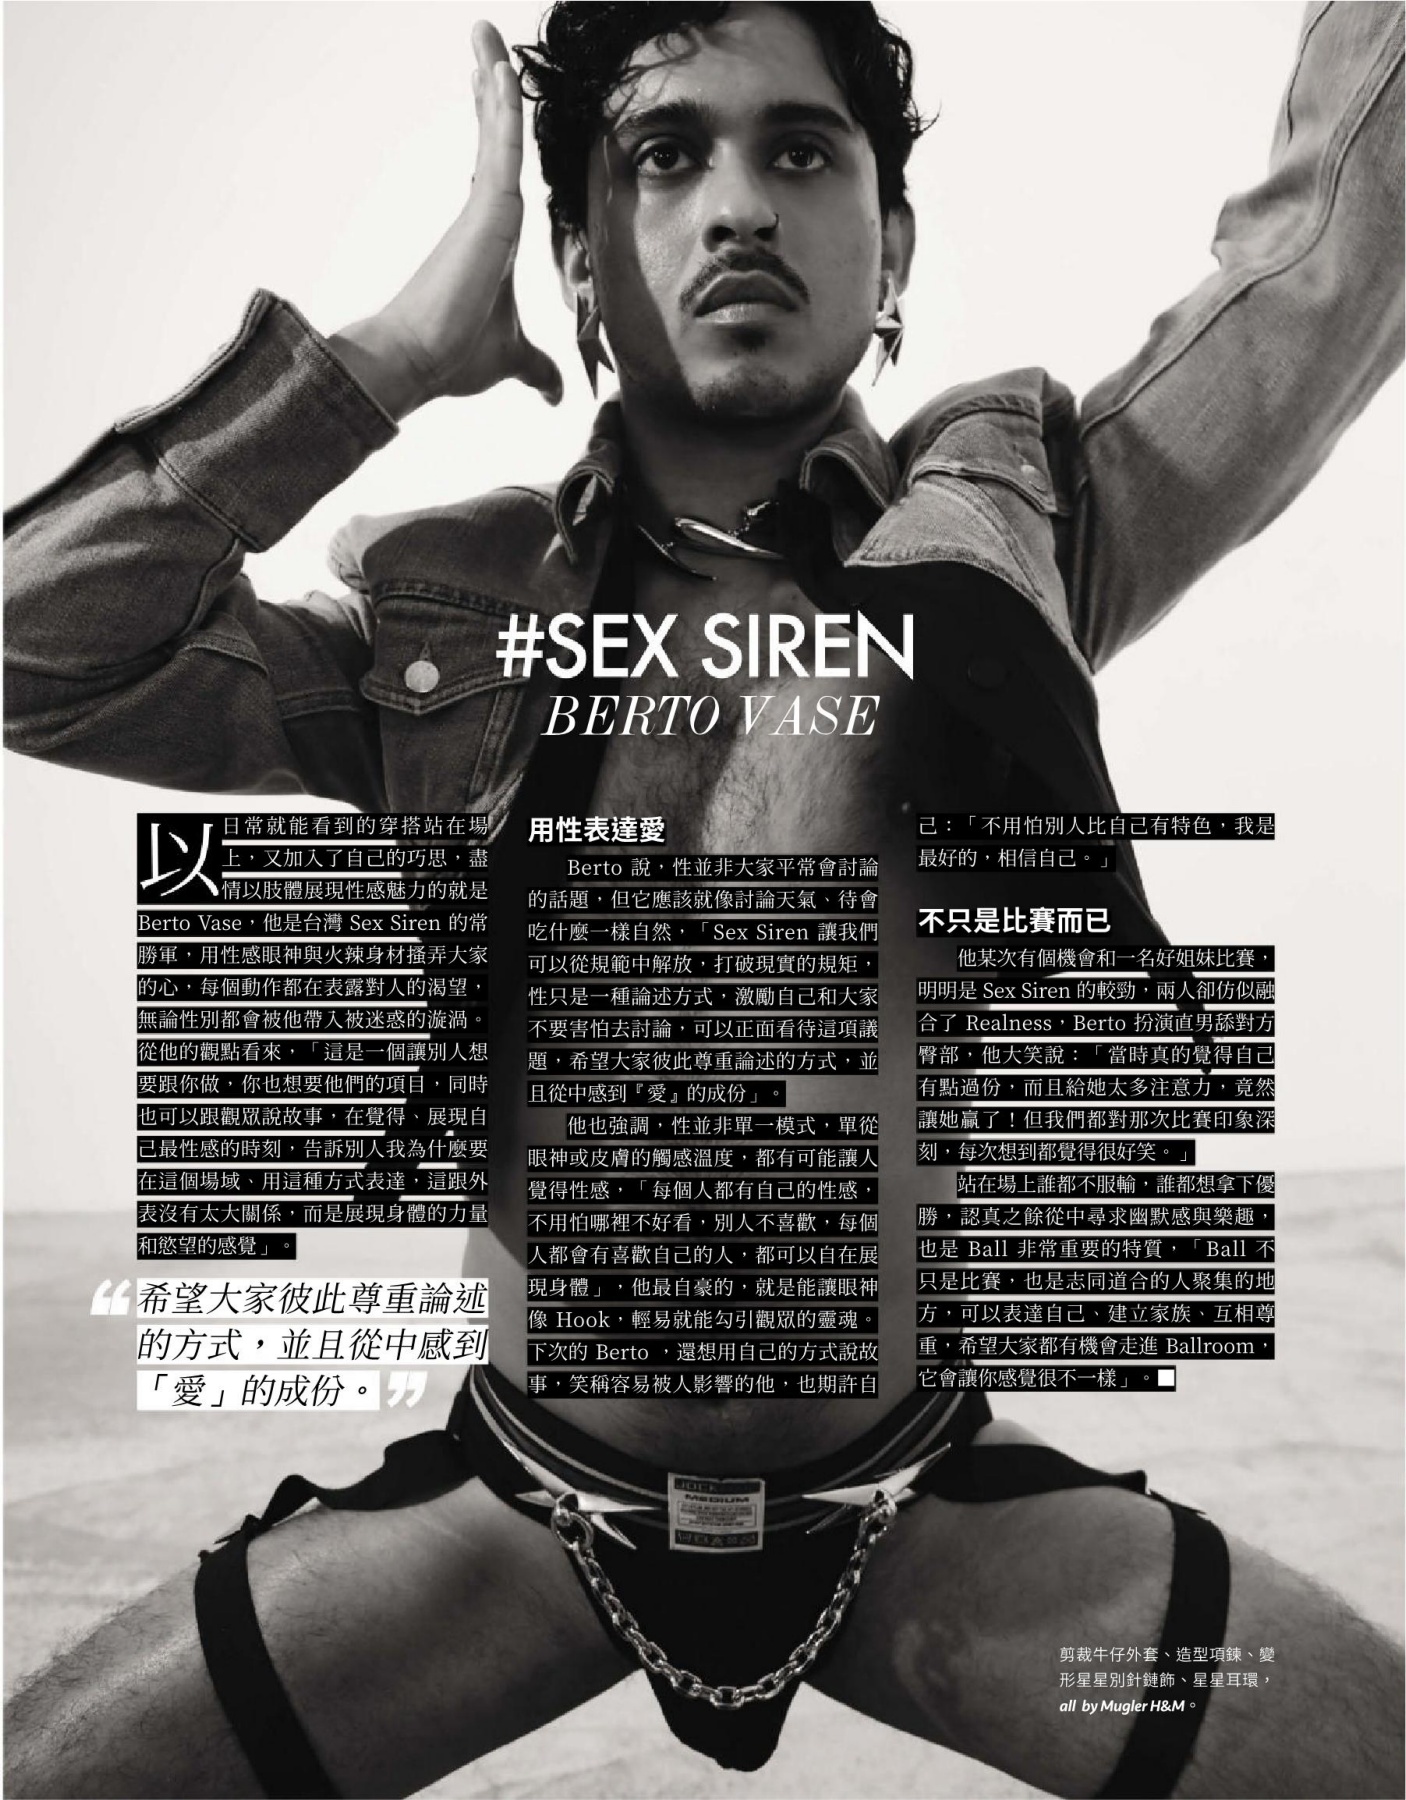 #SEX SIREN
BERTO VASE
以日常就能看到的穿搭站在場
上，又加入了自己的巧思，盡
情以肢體展現性感魅力的就是
Berto Vase，他是台灣 Sex Siren 的常
勝軍，用性感眼神與火辣身材搔弄大家
的心，每個動作都在表露對人的渴望，
無論性別都會被他帶入被迷惑的漩渦。
從他的觀點看來，「這是一個讓別人想
要跟你做，你也想要他們的項目，同時
也可以跟觀眾說故事，在覺得、展現自
己最性感的時刻，告訴別人我為什麼要
在這個場域、用這種方式表達，這跟外
表沒有太大關係，而是展現身體的力量
和慾望的感覺」。
“希望大家彼此尊重論述
的方式，並且從中感到
「愛」的成份。”
用性表達愛
Berto 說，性並非大家平常會討論
的話題，但它應該就像討論天氣、待會
吃什麼一樣自然，「Sex Siren 讓我們
可以從規範中解放，打破現實的規矩，
性只是一種論述方式，激勵自己和大家
不要害怕去討論，可以正面看待這項議
題，希望大家彼此尊重論述的方式，並
且從中感到『愛』的成份」。
他也強調，性並非單一模式，單從
眼神或皮膚的觸感溫度，都有可能讓人
覺得性感，「每個人都有自己的性感，
不用怕哪裡不好看，別人不喜歡，每個
人都會有喜歡自己的人，都可以自在展
現身體」，他最自豪的，就是能讓眼神
像 Hook，輕易就能勾引觀眾的靈魂。
下次的 Berto ，還想用自己的方式說故
事，笑稱容易被人影響的他，也期許自
己：「不用怕別人比自己有特色，我是
最好的，相信自己。」
不只是比賽而已
他某次有個機會和一名好姐妹比賽，
明明是 Sex Siren 的較勁，兩人卻仿似融
合了 Realness，Berto 扮演直男舔對方
臀部，他大笑說：「當時真的覺得自己
有點過份，而且給她太多注意力，竟然
讓她贏了！但我們都對那次比賽印象深
刻，每次想到都覺得很好笑。」
站在場上誰都不服輸，誰都想拿下優
勝，認真之餘從中尋求幽默感與樂趣，
也是 Ball 非常重要的特質，「Ball 不
只是比賽，也是志同道合的人聚集的地
方，可以表達自己、建立家族、互相尊
重，希望大家都有機會走進 Ballroom，
它會讓你感覺很不一樣」。
MEDIUM
剪裁牛仔外套、造型項鍊、變
形星星別針鏈飾、星星耳環，
all by Mugler H&M。